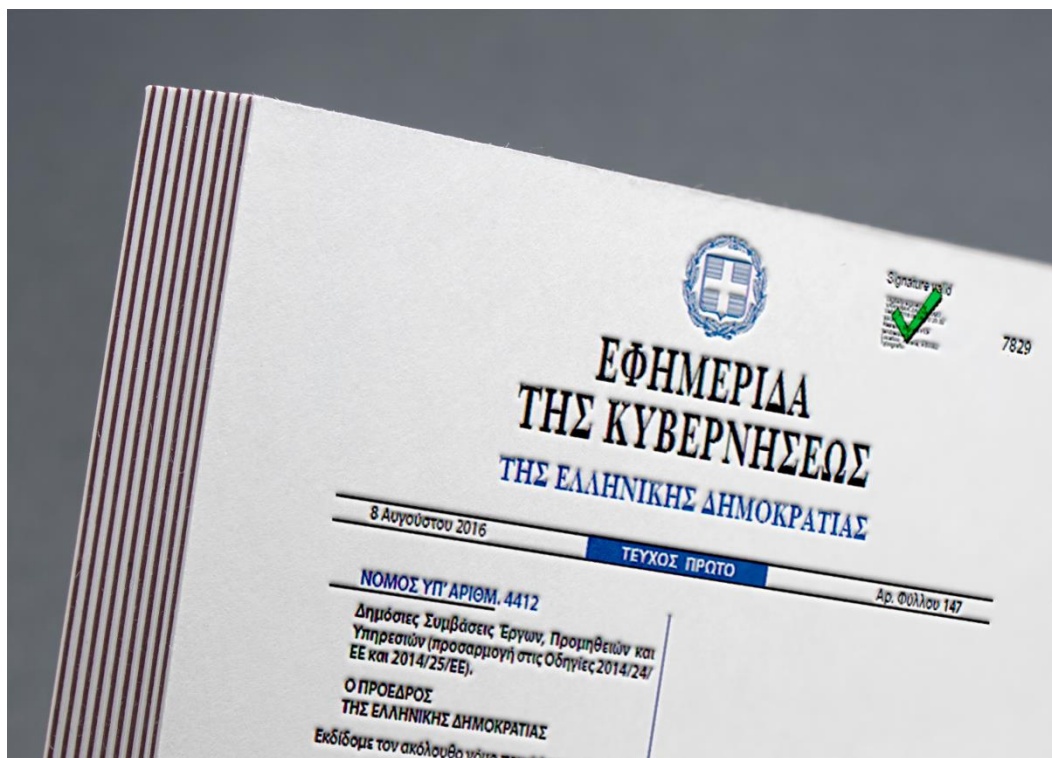 Signature valid
7829
ΕΦΗΜΕΡΙΔΑ
ΤΗΣ ΚΥΒΕΡΝΗΣΕΩΣ
ΤΗΣ ΕΛΛΗΝΙΚΗΣ ΔΗΜΟΚΡΑΤΙΑΣ
8 Αυγούστου 2016
ΤΕΥΧΟΣ ΠΡΩΤΟ
Αρ. Φύλλου 147
ΝΟΜΟΣ ΥΠ' ΑΡΙΘΜ. 4412
Δημόσιες Συμβάσεις Έργων, Προμηθειών και
Υπηρεσιών (προσαρμογή στις Οδηγίες 2014/24/
ΕΕ και 2014/25/ΕΕ).
Ο ΠΡΟΕΔΡΟΣ
ΤΗΣ ΕΛΛΗΝΙΚΗΣ ΔΗΜΟΚΡΑΤΙΑΣ
Εκδίδομε τον ακόλουθο νόμο